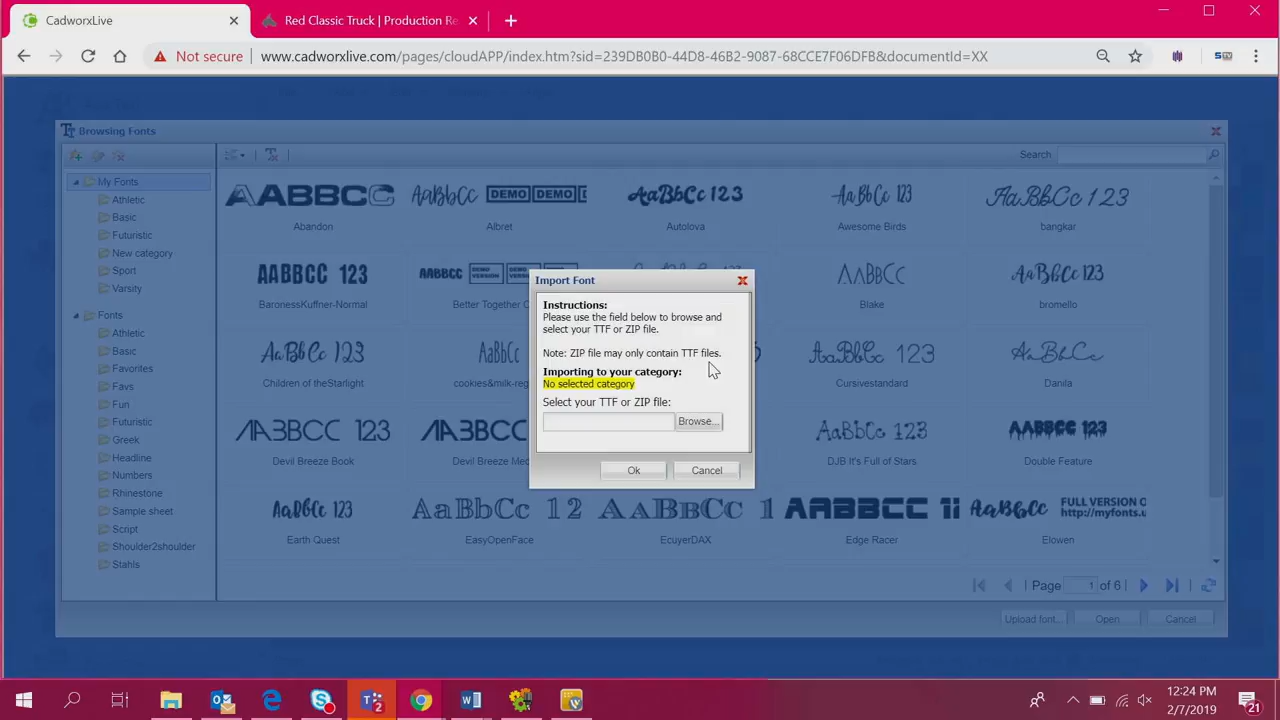 CadworxLive
Red Classic Truck | Production Re
Not secure
www.cadworxlive.com/pages/cloudAPP/index.htm?sid=239DB0B0-44D8-46B2-9087-68CCE7F06DFB&documentId=XX
Browsing Fonts
Search
My Fonts
Athletic
Basic
Futuristic
New category
Sport
Varsity
Fonts
Athletic
Basic
Favorites
Favs
Fun
Futuristic
Greek
Headline
Numbers
Rhinestone
Sample sheet
Script
Shoulder2shoulder
Stahls
AABBCC
AaBbCc DEMO DEMO
AaBbCc 123
AaBbCc 123
AaBbCc 123
Abandon
Albret
Autolova
Awesome Birds
bangkar
AABBCC 123
AABBCC DEMO VERSION
AABBCC
AaBbCc 123
BaronessKuffner-Normal
Better Together C
Blake
bromello
AaBbCc 123
AaBbCc
AaBbCc 123
AaBbCc
Children of theStarlight
cookies&milk-reg
Cursivestandard
Danila
AABBCC 123
AABBCC
AaBbCc 123
AABBCC
Devil Breeze Book
Devil Breeze Med
DJB It's Full of Stars
Double Feature
AaBbCc 123
AaBbCc 12
AaBbCc 1
AABBCC
AaBbCc FULL VERSION O
http://myfonts.
Earth Quest
EasyOpenFace
EcuyerDAX
Edge Racer
Elowen
Page 1 of 6
Upload font...
Open
Cancel
Import Font
Instructions:
Please use the field below to browse and
select your TTF or ZIP file.
Note: ZIP file may only contain TTF files.
Importing to your category:
No selected category
Select your TTF or ZIP file:
Browse...
Ok
Cancel
12:24 PM
2/7/2019
21